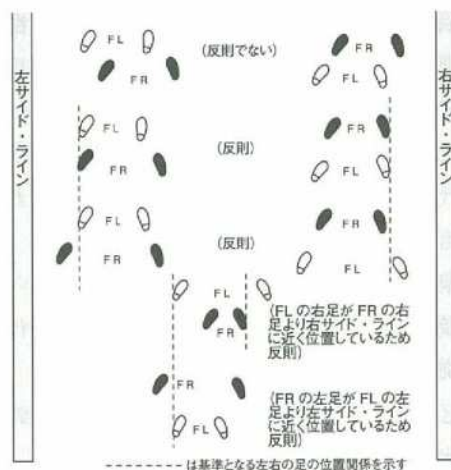 左サイド・ライン
FL
FR
(反則でない)
FR
FL
右サイド・ライン
FL
FR
(反則)
FR
FL
FL
FR
(反則)
FR
FL
FL
FR
(FL の右足が FR の右
足より右サイド・ライン
に近く位置しているため
反則)
FR
FL
(FR の左足が FL の左
足より左サイド・ライン
に近く位置しているため
反則)
-------- は基準となる左右の足の位置関係を示す